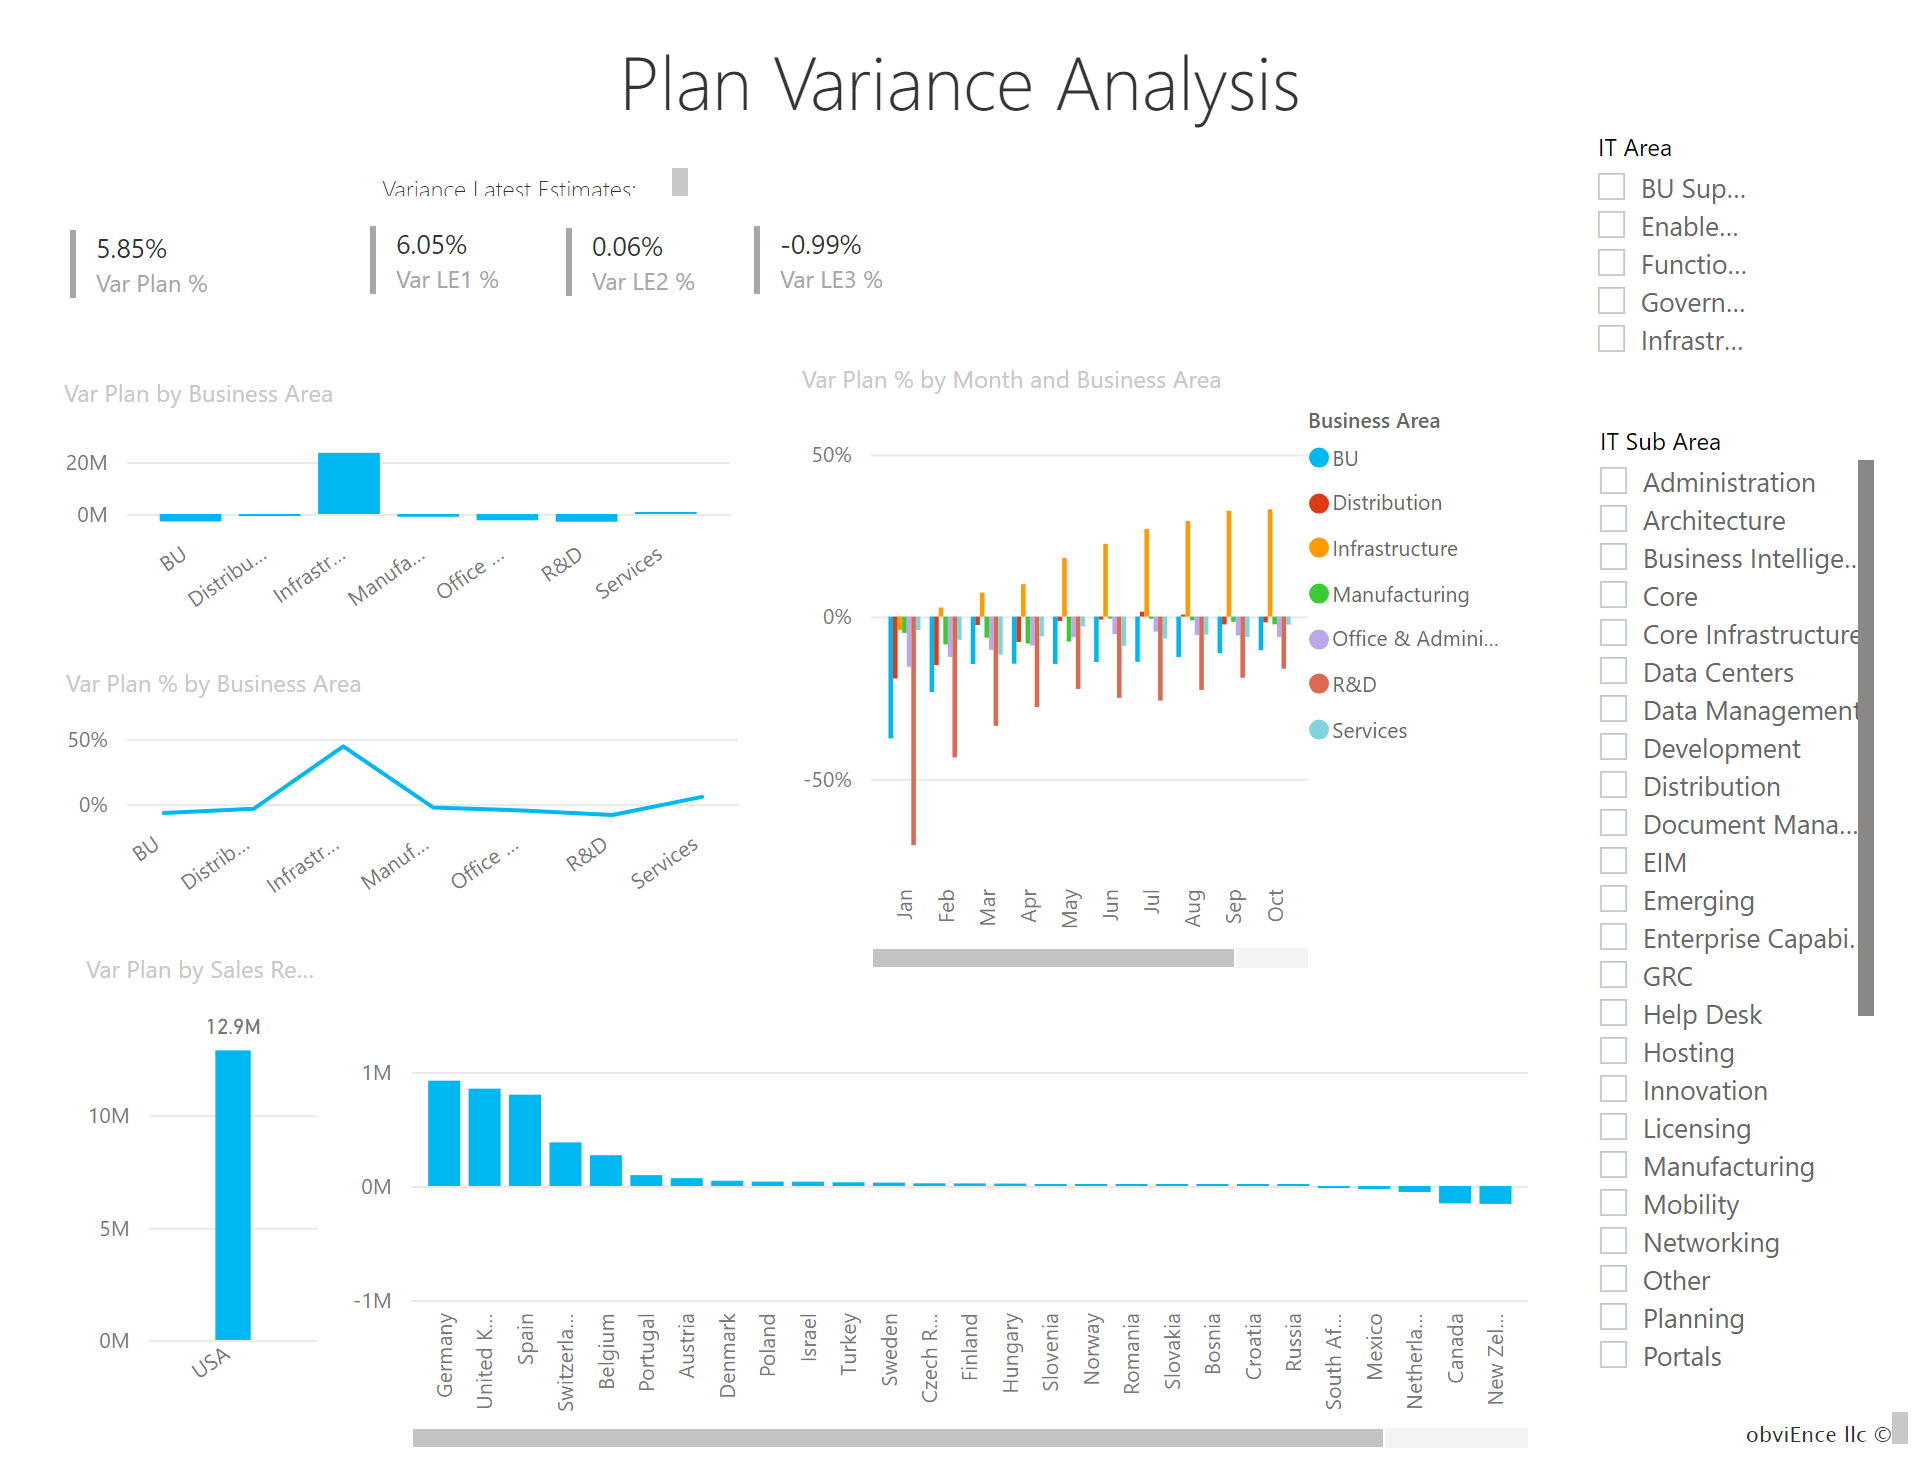 Plan Variance Analysis
Variance Latest Estimates:
5.85%
Var Plan %
6.05%
Var LE1 %
0.06%
Var LE2 %
-0.99%
Var LE3 %
Var Plan by Business Area
20M
0M
BU
Distribu...
Infrastr...
Manufa...
Office ...
R&D
Services
Var Plan % by Business Area
50%
0%
BU
Distrib...
Infrastr...
Manuf...
Office ...
R&D
Services
Var Plan % by Month and Business Area
50%
0%
-50%
Jan
Feb
Mar
Apr
May
Jun
Jul
Aug
Sep
Oct
Business Area
BU
Distribution
Infrastructure
Manufacturing
Office & Admini...
R&D
Services
Var Plan by Sales Re...
12.9M
10M
5M
0M
USA
1M
0M
-1M
Germany
United K...
Spain
Switzerla...
Belgium
Portugal
Austria
Denmark
Poland
Israel
Turkey
Sweden
Czech R...
Finland
Hungary
Slovenia
Norway
Romania
Slovakia
Bosnia
Croatia
Russia
South Af...
Mexico
Netherla...
Canada
New Zel...
IT Area
BU Sup...
Enable...
Functio...
Govern...
Infrastr...
IT Sub Area
Administration
Architecture
Business Intellige...
Core
Core Infrastructure
Data Centers
Data Management
Development
Distribution
Document Mana...
EIM
Emerging
Enterprise Capabi...
GRC
Help Desk
Hosting
Innovation
Licensing
Manufacturing
Mobility
Networking
Other
Planning
Portals
obviEnce llc ©